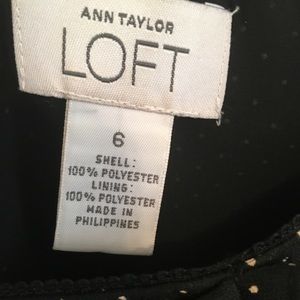 ANN TAYLOR
LOFT
6
SHELL:
100% POLYESTER
LINING:
100% POLYESTER
MADE IN
PHILIPPINES